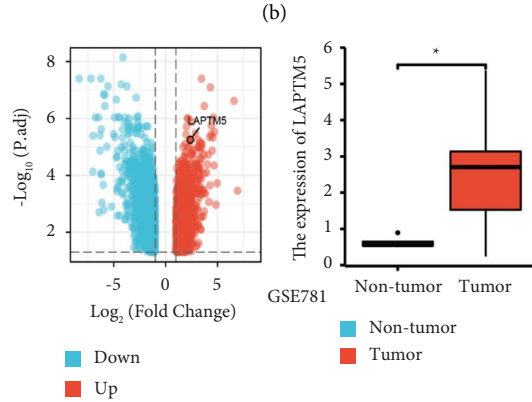 (b)
-Log10 (P.adj)
8
6
4
2
LAPTM5
-5
0
5
Log2 (Fold Change)
Down
Up
The expression of LAPTM5
6
5
4
3
2
1
0
*
Non-tumor
Tumor
GSE781
Non-tumor
Tumor